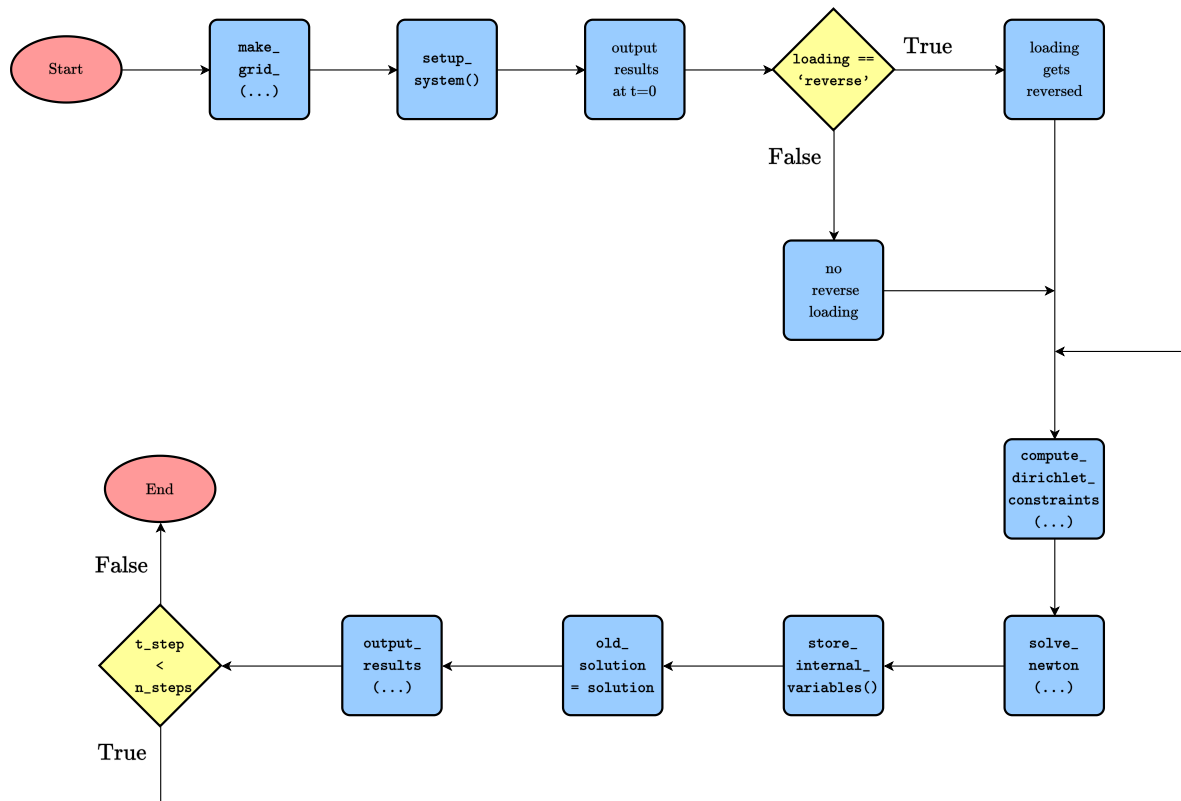 Start
make_
grid_
(...)
setup_
system()
output
results
at t=0
loading ==
‘reverse’
True
loading
gets
reversed
False
no
reverse
loading
compute_
dirichlet_
constraints
(...)
solve_
newton
(...)
store_
internal_
variables()
old_
solution
= solution
output_
results
(...)
t_step
<
n_steps
False
End
True